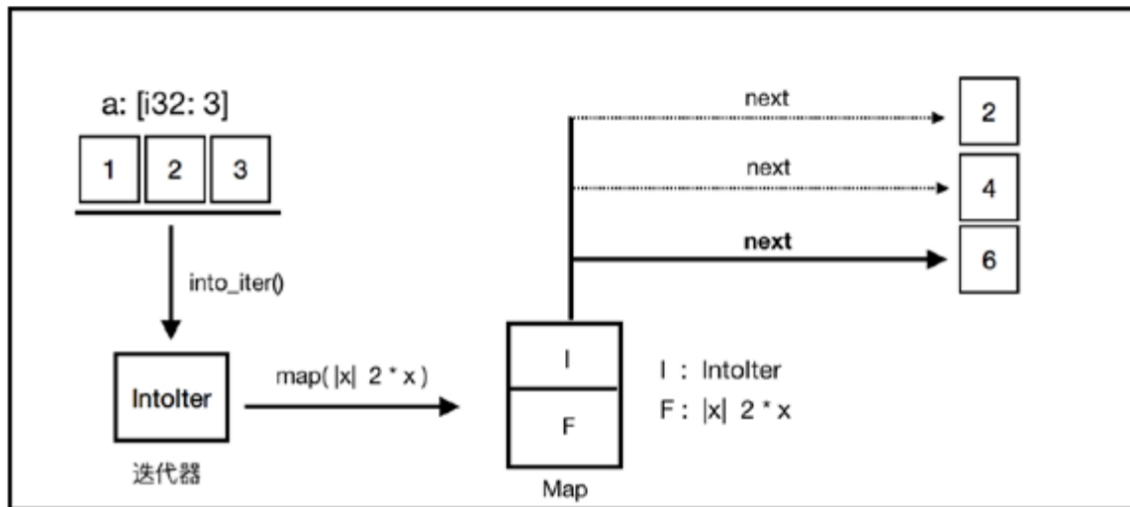 a: [i32: 3]
1 2 3
into_iter()
IntoIter
迭代器
map( |x| 2 * x )
I
F
Map
I : IntoIter
F : |x| 2 * x
next
2
next
4
next
6